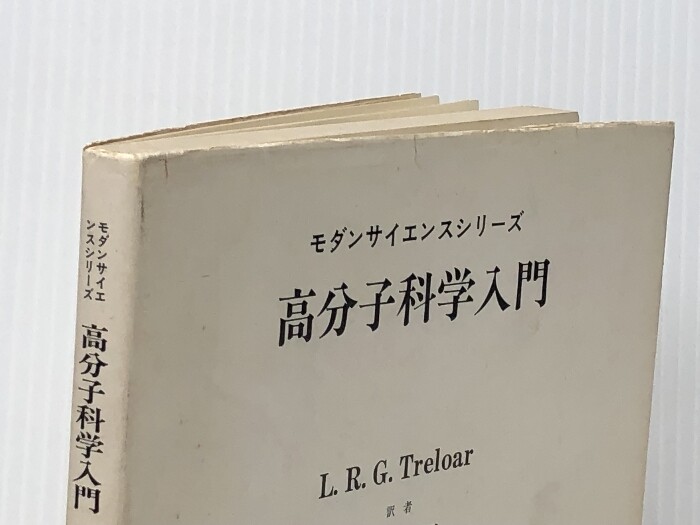 モダンサイエンスシリーズ
高分子科学入門
L. R. G. Treloar
訳者
モダンサイエ
ンスシリーズ
高分子科学入門